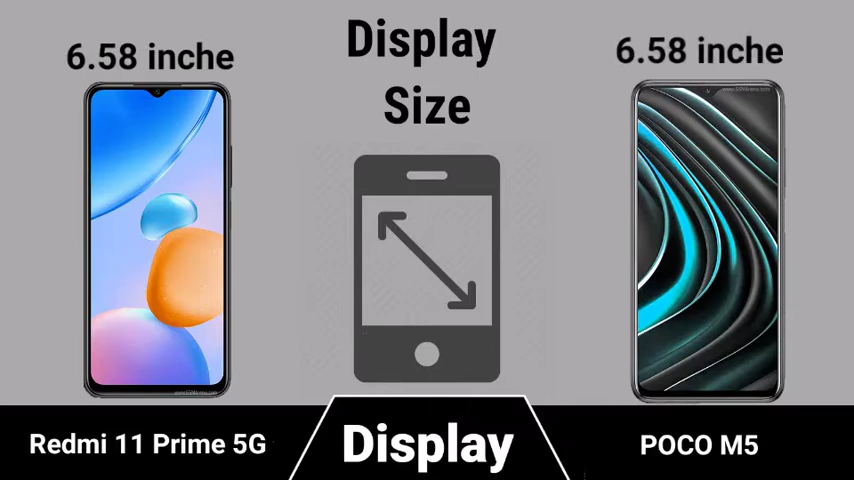 6.58 inche
Display
Size
6.58 inche
Redmi 11 Prime 5G
Display
POCO M5